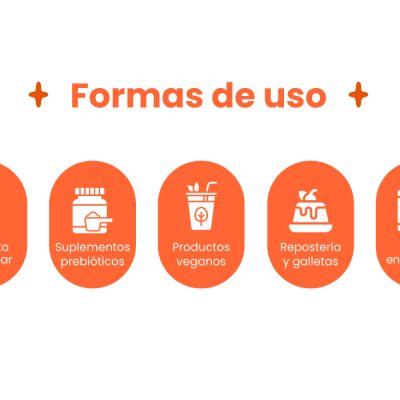 Formas de uso
Suplementos
prebióticos
Productos
veganos
Repostería
y galletas